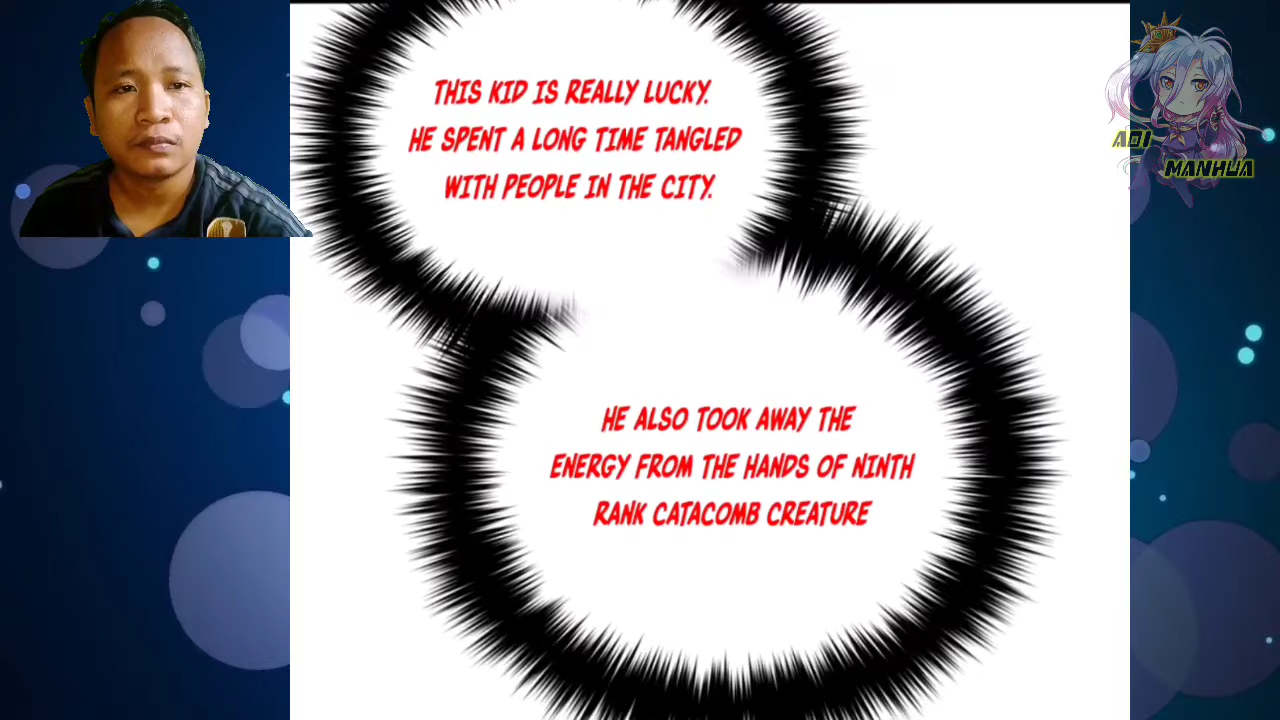 THIS KID IS REALLY LUCKY.
HE SPENT A LONG TIME TANGLED
WITH PEOPLE IN THE CITY.
HE ALSO TOOK AWAY THE
ENERGY FROM THE HANDS OF NINTH
RANK CATACOMB CREATURE
ADI
MANHUA